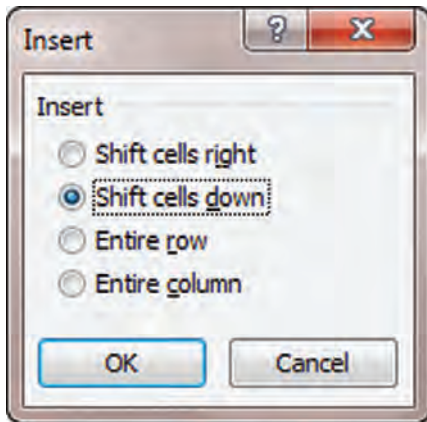 Insert
Insert
Shift cells right
Shift cells down
Entire row
Entire column
OK
Cancel